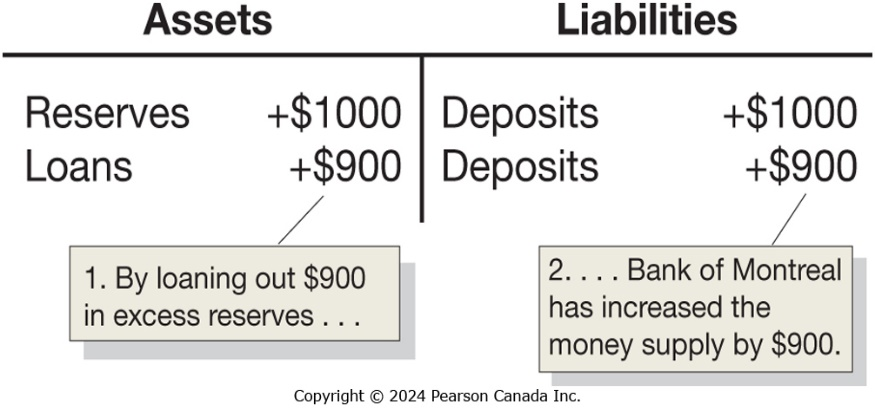 Assets Liabilities
Reserves +$1000 Deposits +$1000
Loans +$900 Deposits +$900
1. By loaning out $900
in excess reserves . . .
2. . . . Bank of Montreal
has increased the
money supply by $900.
Copyright © 2024 Pearson Canada Inc.